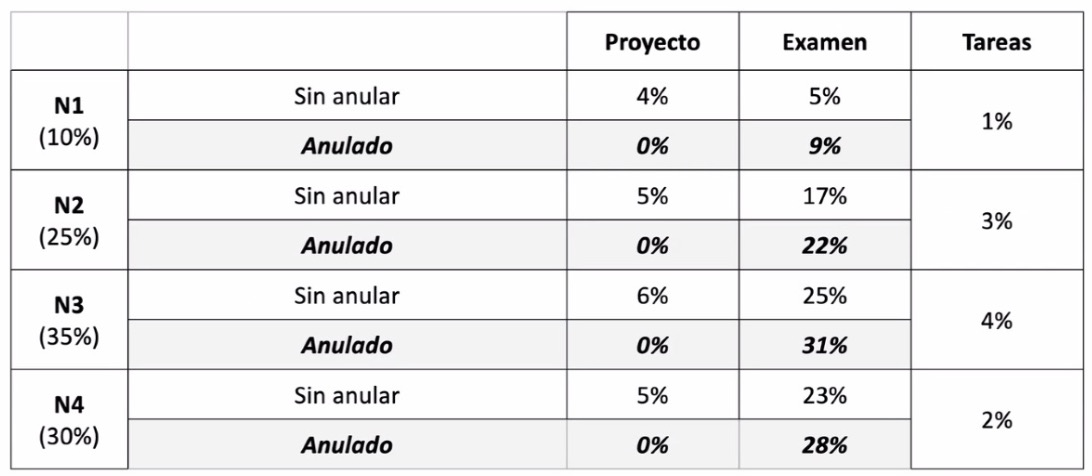 Proyecto Examen Tareas
N1
(10%)
Sin anular 4% 5%
1%
Anulado 0% 9%
N2
(25%)
Sin anular 5% 17%
3%
Anulado 0% 22%
N3
(35%)
Sin anular 6% 25%
4%
Anulado 0% 31%
N4
(30%)
Sin anular 5% 23%
2%
Anulado 0% 28%